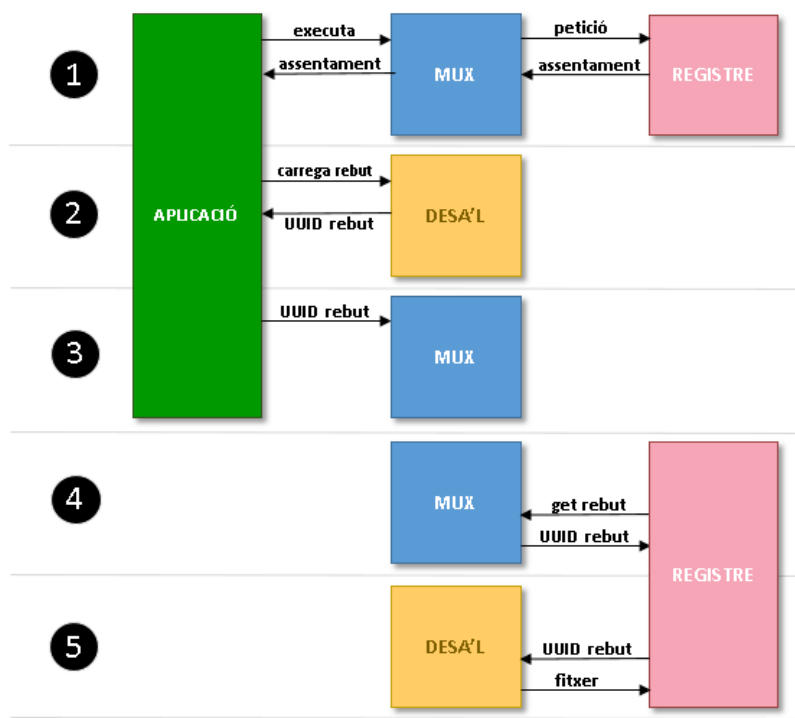 executa
petició
1
assentament
assentament
MUX
REGISTRE
carrega rebut
2
APLICACIÓ
UUID rebut
DESA'L
UUID rebut
3
MUX
4
MUX
get rebut
UUID rebut
REGISTRE
5
DESA'L
UUID rebut
fitxer